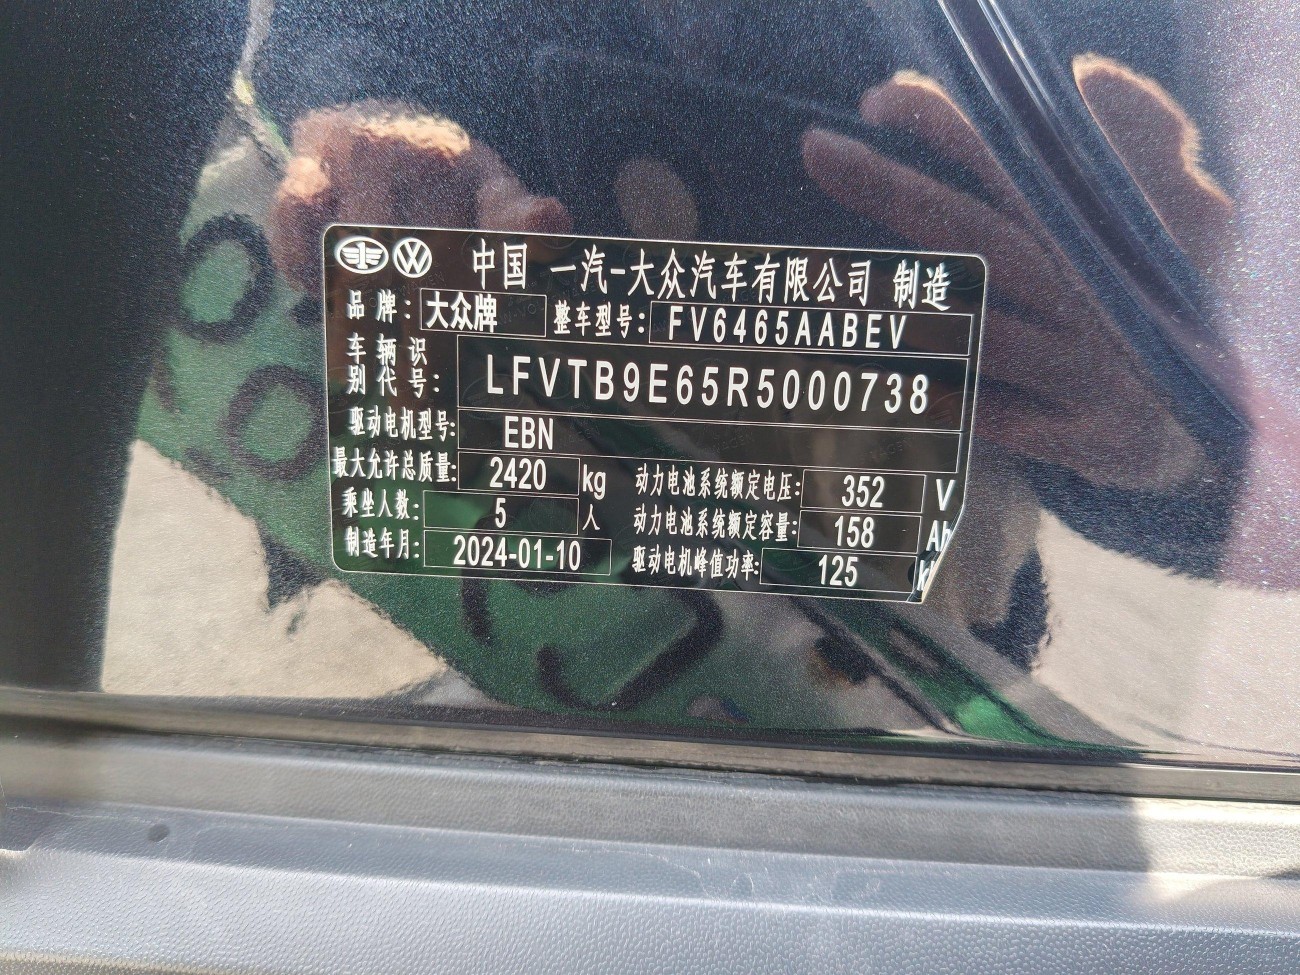 中国 一汽-大众汽车有限公司 制造
品牌: 大众牌 整车型号: FV6465AABEV
车辆识别代号: LFVTB9E65R5000738
驱动电机型号: EBN
最大允许总质量: 2420 kg 动力电池系统额定电压: 352 V
乘坐人数: 5 人 动力电池系统额定容量: 158 Ah
制造年月: 2024-01-10 驱动电机峰值功率: 125